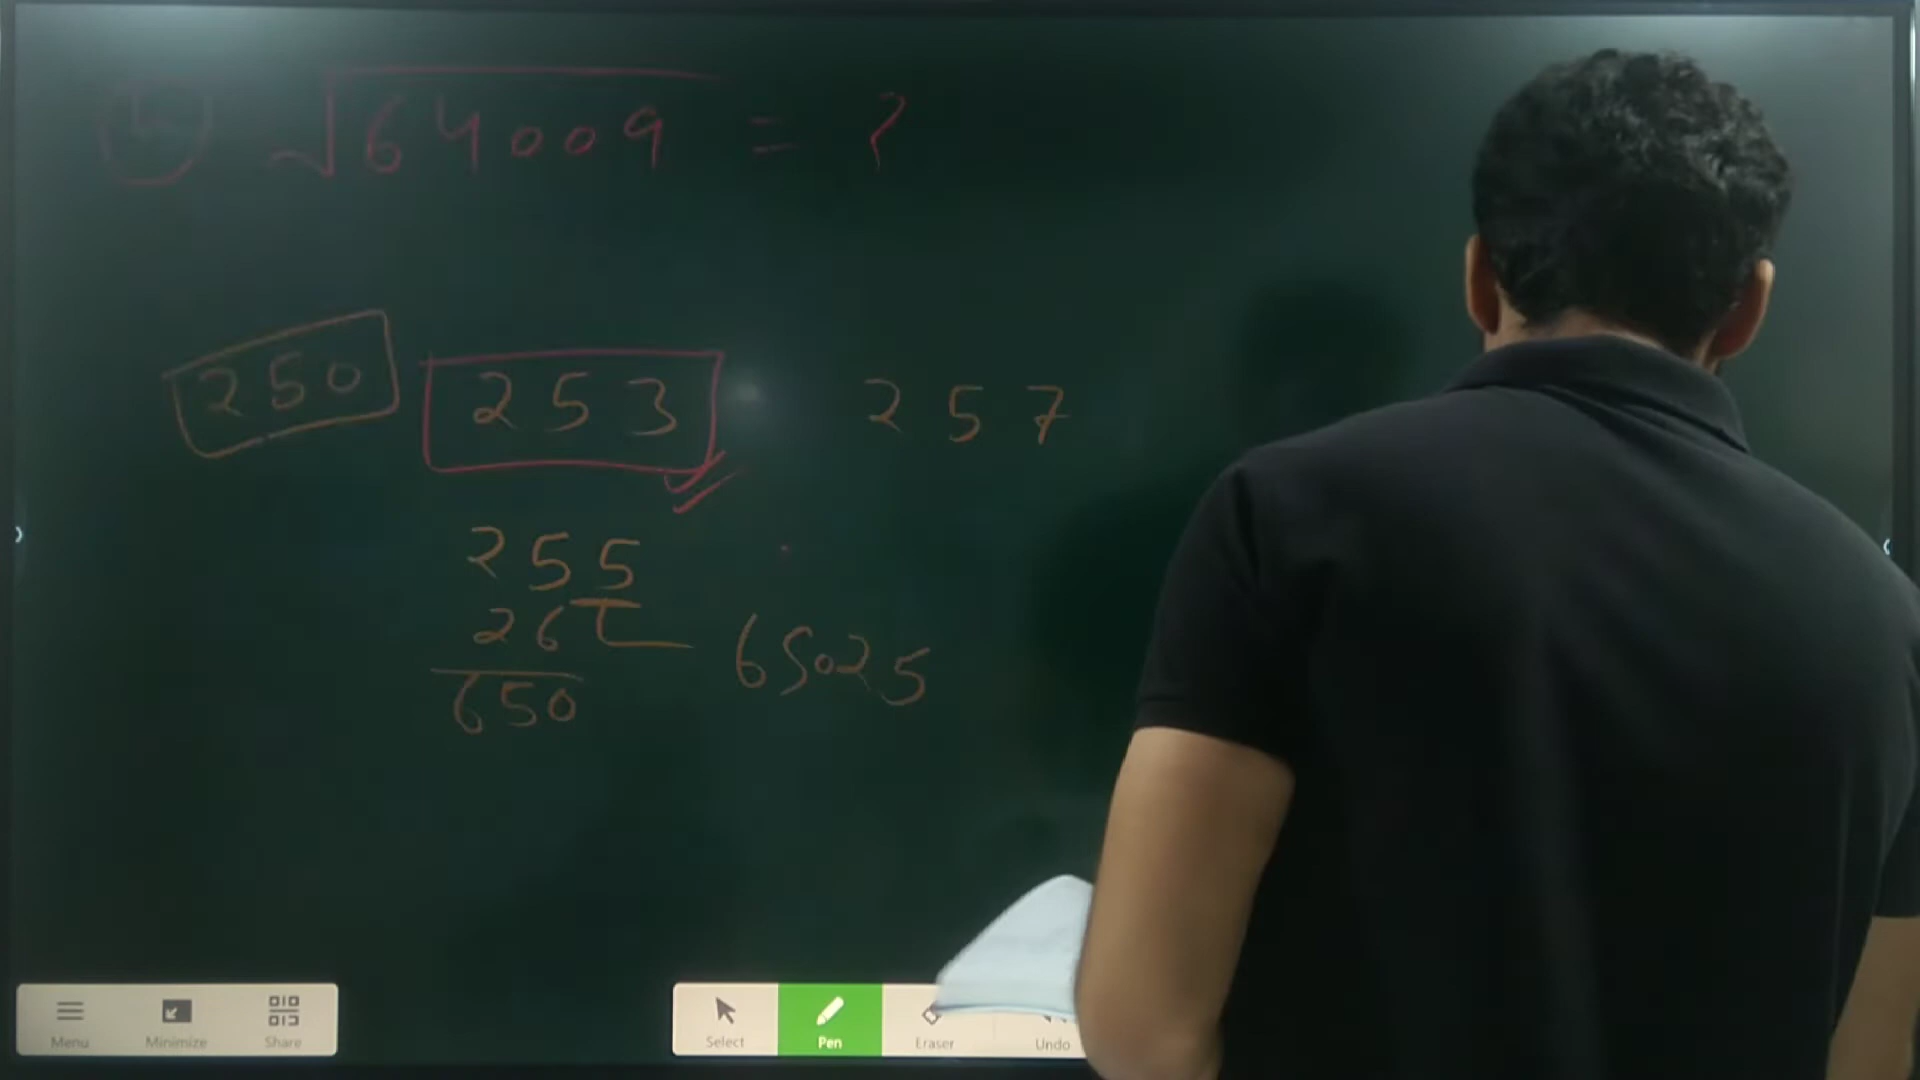 √64009 = ?
250 253 257
255
26
650
65025
Menu Minimize Share Select Pen Eraser Undo